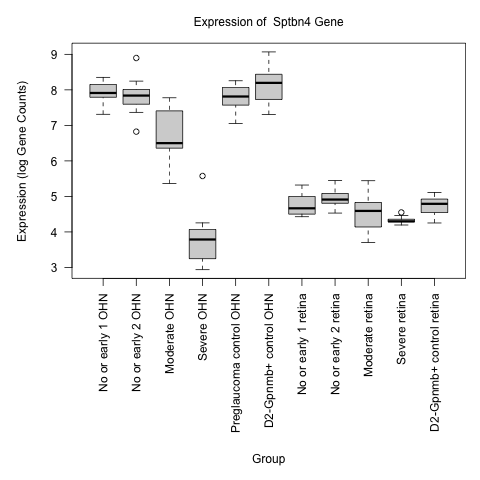 Expression of  Sptbn4 Gene
Expression (log Gene Counts)
9
8
7
6
5
4
3
No or early 1 OHN
No or early 2 OHN
Moderate OHN
Severe OHN
Preglaucoma control OHN
D2-Gpnmb+ control OHN
No or early 1 retina
No or early 2 retina
Moderate retina
Severe retina
D2-Gpnmb+ control retina
Group